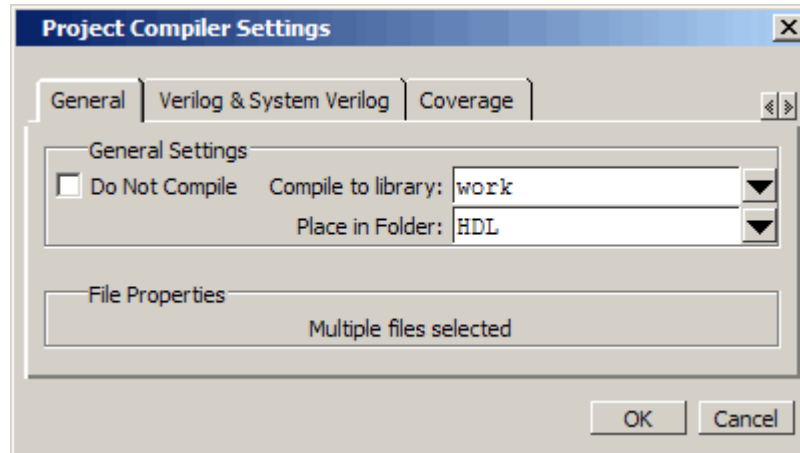 Project Compiler Settings
General Verilog & System Verilog Coverage
General Settings
Do Not Compile Compile to library: work
Place in Folder: HDL
File Properties
Multiple files selected
OK Cancel